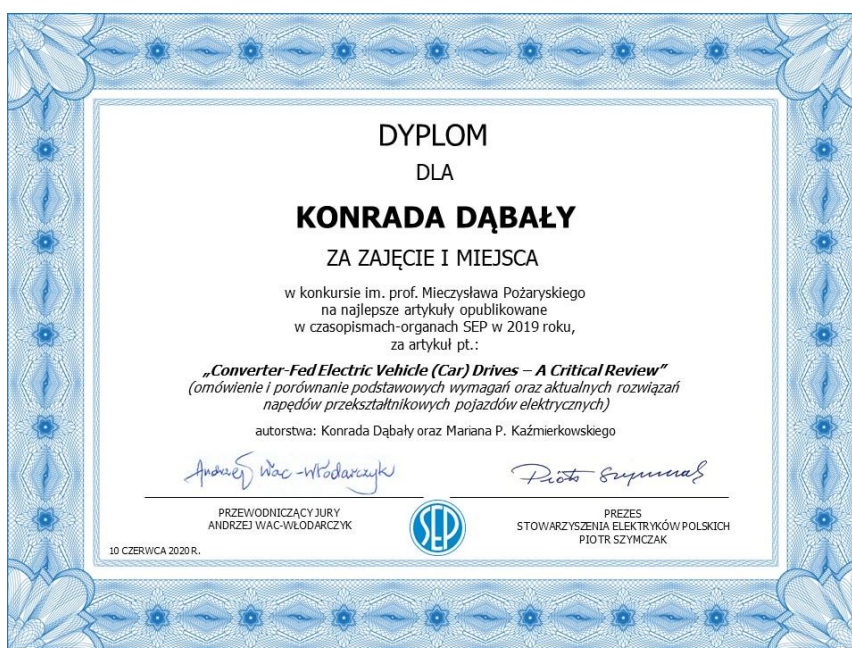 DYPLOM
DLA
KONRADA DĄBAŁY
ZA ZAJĘCIE I MIEJSCA
w konkursie im. prof. Mieczysława Pożaryskiego
na najlepsze artykuły opublikowane
w czasopismach-organach SEP w 2019 roku,
za artykuł pt.:
„Converter-Fed Electric Vehicle (Car) Drives – A Critical Review”
(omówienie i porównanie podstawowych wymagań oraz aktualnych rozwiązań
napędów przekształtnikowych pojazdów elektrycznych)
autorstwa: Konrada Dąbały oraz Mariana P. Kaźmierkowskiego
Andrzej Wac-Włodarczyk
Piotr Szymczak
PRZEWODNICZĄCY JURY
ANDRZEJ WAC-WŁODARCZYK
SEP
PREZES
STOWARZYSZENIA ELEKTRYKÓW POLSKICH
PIOTR SZYMCZAK
10 CZERWCA 2020 R.